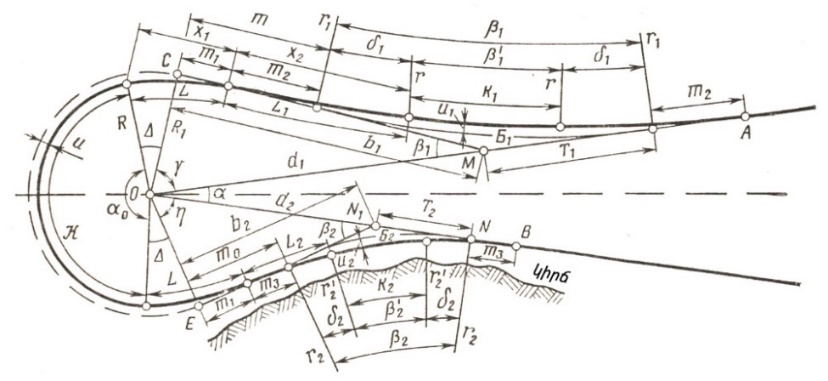 m r₁ β₁
x₁ δ₁ β₁' δ₁ r₁
C m₁ x₂ m₂
L r K₁ r m₂
R Δ R₁ L₁ u₁ Б₁ A
u γ b₁ β₁ M T₁
d₁
O α
α₀ η d₂
К b₂ N₁ T₂
Δ m₀ L₂ β₂ Б₂ N B
L u₂ m₃
m₁ m₃ r₂' K₂ r₂' Կիրճ
E δ₂ β₂' δ₂
r₂ β₂ r₂